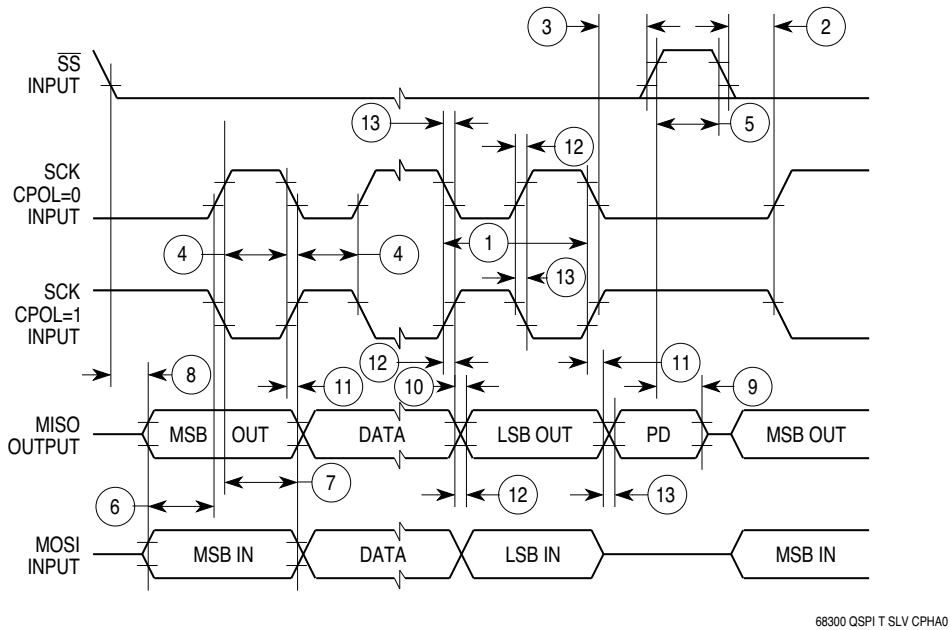 3
2
SS
INPUT
5
13
12
SCK
CPOL=0
INPUT
1
4
4
13
SCK
CPOL=1
INPUT
12
8
11
10
11
9
MISO
OUTPUT
MSB OUT
DATA
LSB OUT
PD
MSB OUT
7
12
13
6
MOSI
INPUT
MSB IN
DATA
LSB IN
MSB IN
68300 QSPI T SLV CPHA0